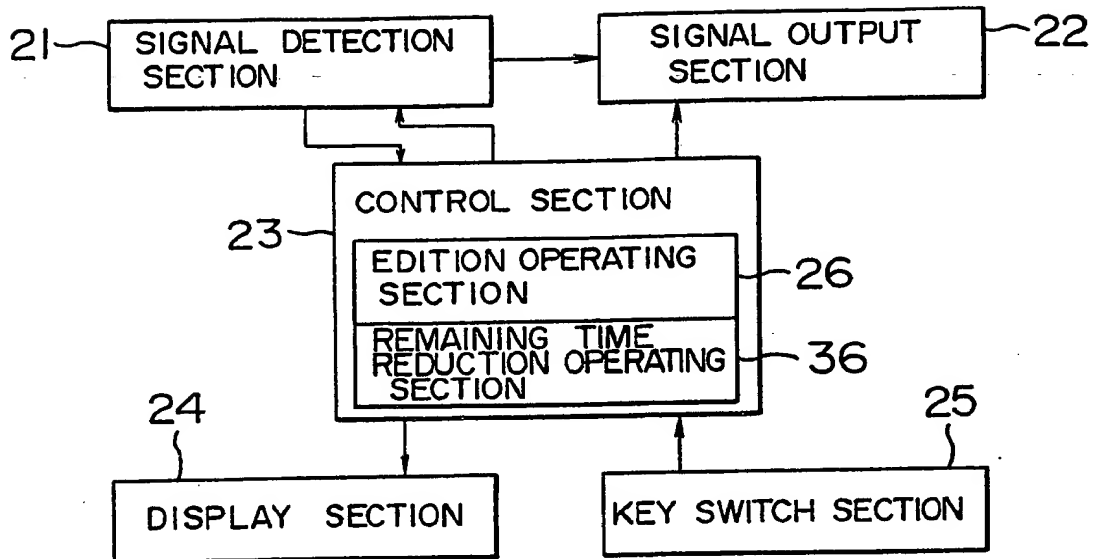 21
SIGNAL DETECTION
SECTION
SIGNAL OUTPUT
SECTION
22
CONTROL SECTION
23
EDITION OPERATING
SECTION
26
REMAINING TIME
REDUCTION OPERATING
SECTION
36
24
DISPLAY SECTION
25
KEY SWITCH SECTION